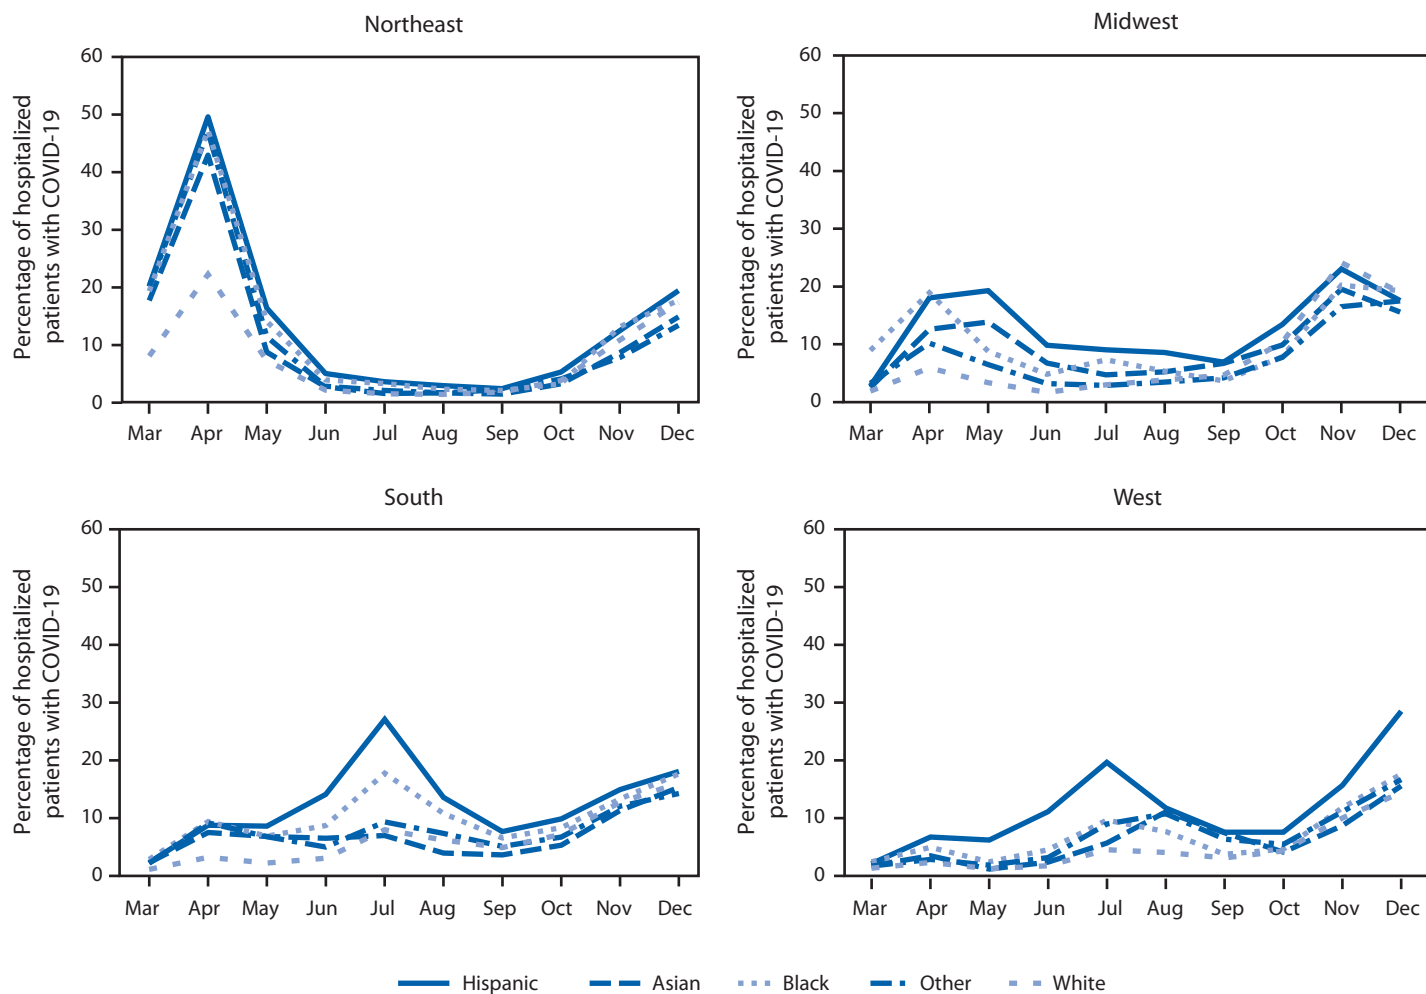 Northeast
Percentage of hospitalized
patients with COVID-19
60
50
40
30
20
10
0
Mar Apr May Jun Jul Aug Sep Oct Nov Dec
Midwest
Percentage of hospitalized
patients with COVID-19
60
50
40
30
20
10
0
Mar Apr May Jun Jul Aug Sep Oct Nov Dec
South
Percentage of hospitalized
patients with COVID-19
60
50
40
30
20
10
0
Mar Apr May Jun Jul Aug Sep Oct Nov Dec
West
Percentage of hospitalized
patients with COVID-19
60
50
40
30
20
10
0
Mar Apr May Jun Jul Aug Sep Oct Nov Dec
Hispanic Asian Black Other White